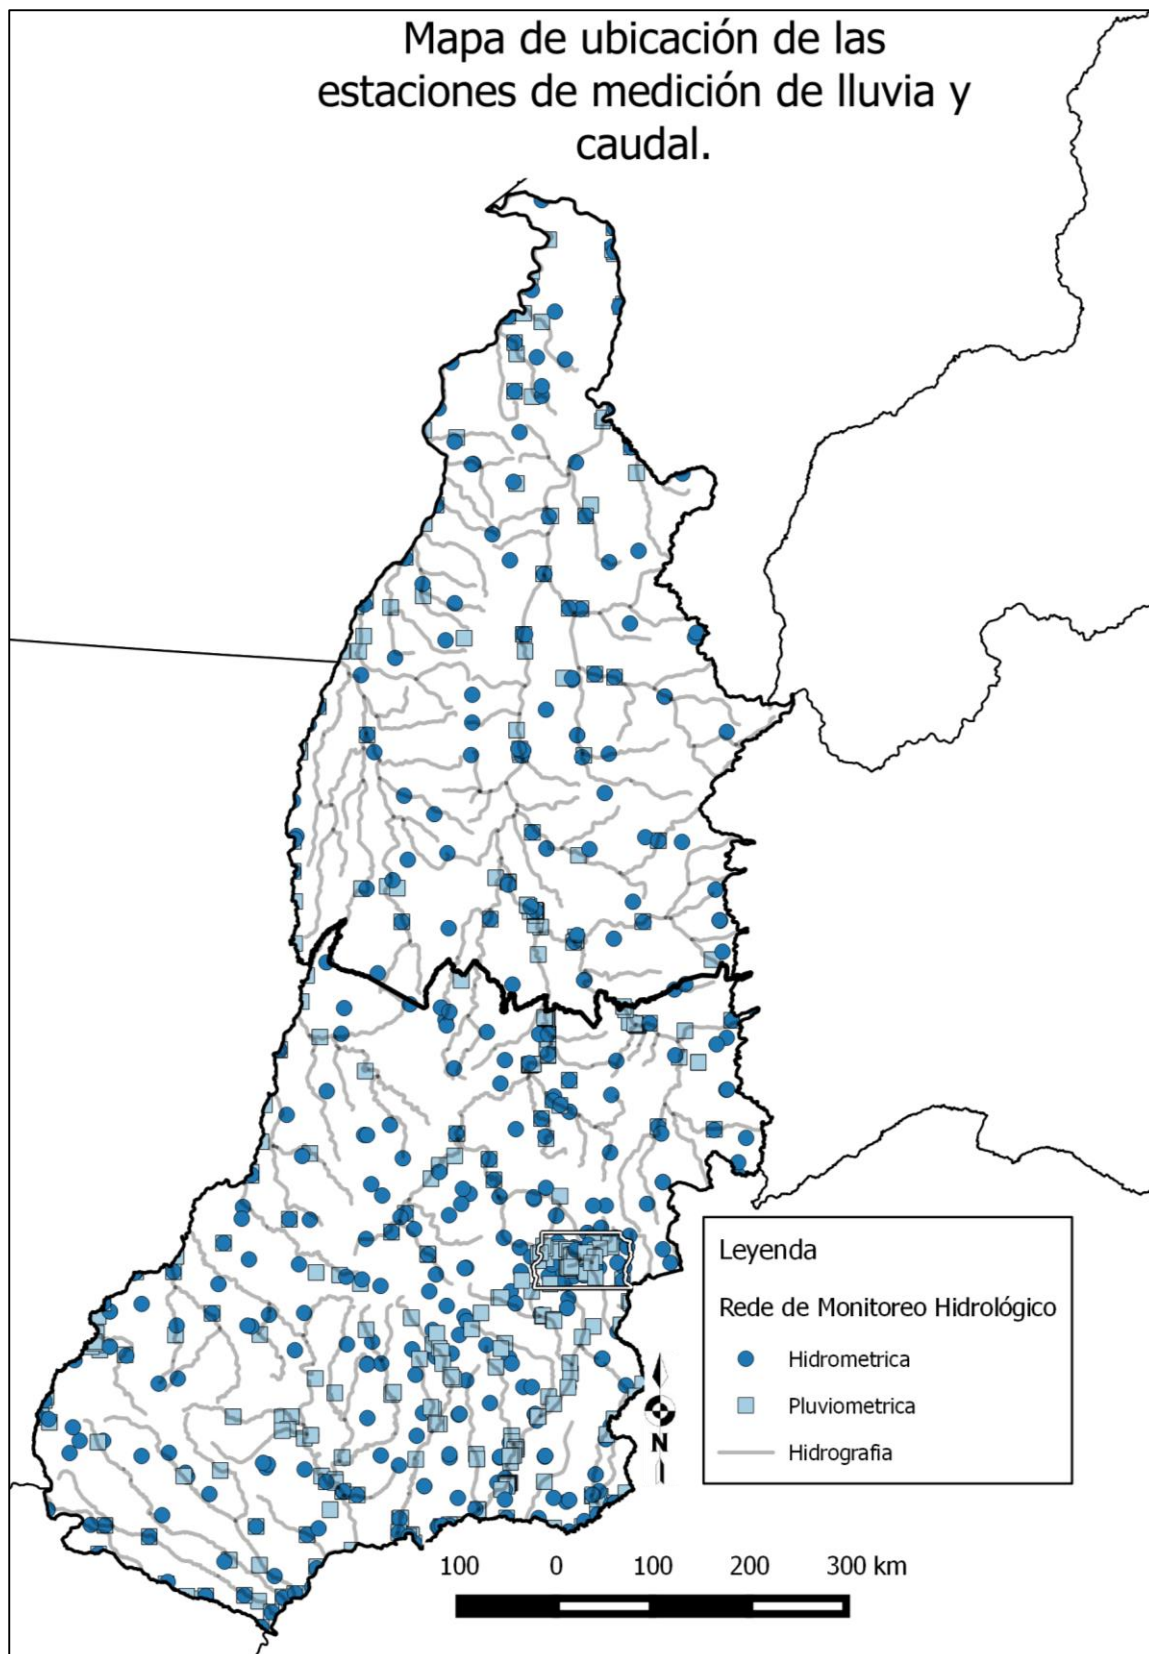 Mapa de ubicación de las
estaciones de medición de lluvia y
caudal.
Leyenda
Rede de Monitoreo Hidrológico
Hidrometrica
Pluviometrica
Hidrografia
N
100 0 100 200 300 km